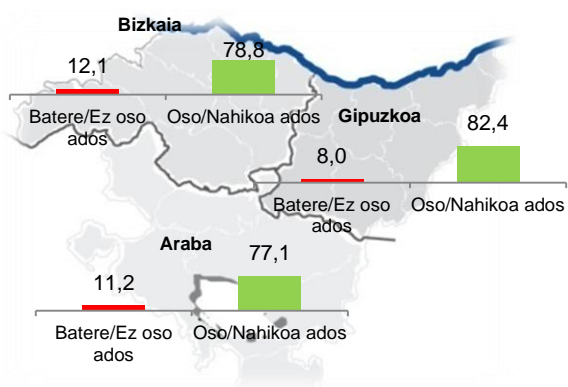 Bizkaia
12,1
78,8
Batere/Ez oso
ados
Oso/Nahikoa ados
Gipuzkoa
8,0
82,4
Batere/Ez oso
ados
Oso/Nahikoa ados
Araba
11,2
77,1
Batere/Ez oso
ados
Oso/Nahikoa ados